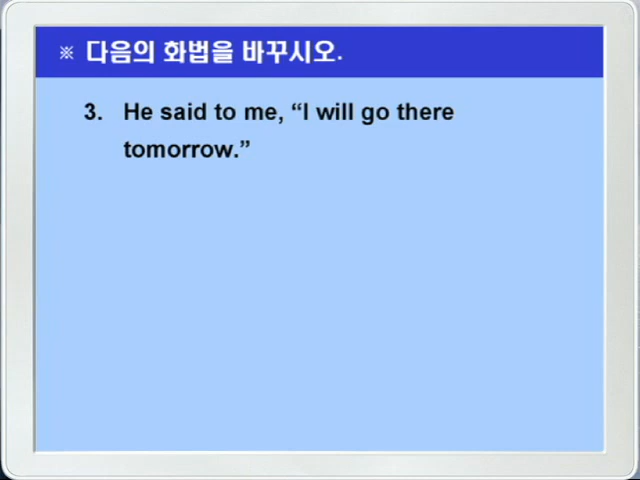 ※ 다음의 화법을 바꾸시오.
3. He said to me, “I will go there
tomorrow.”